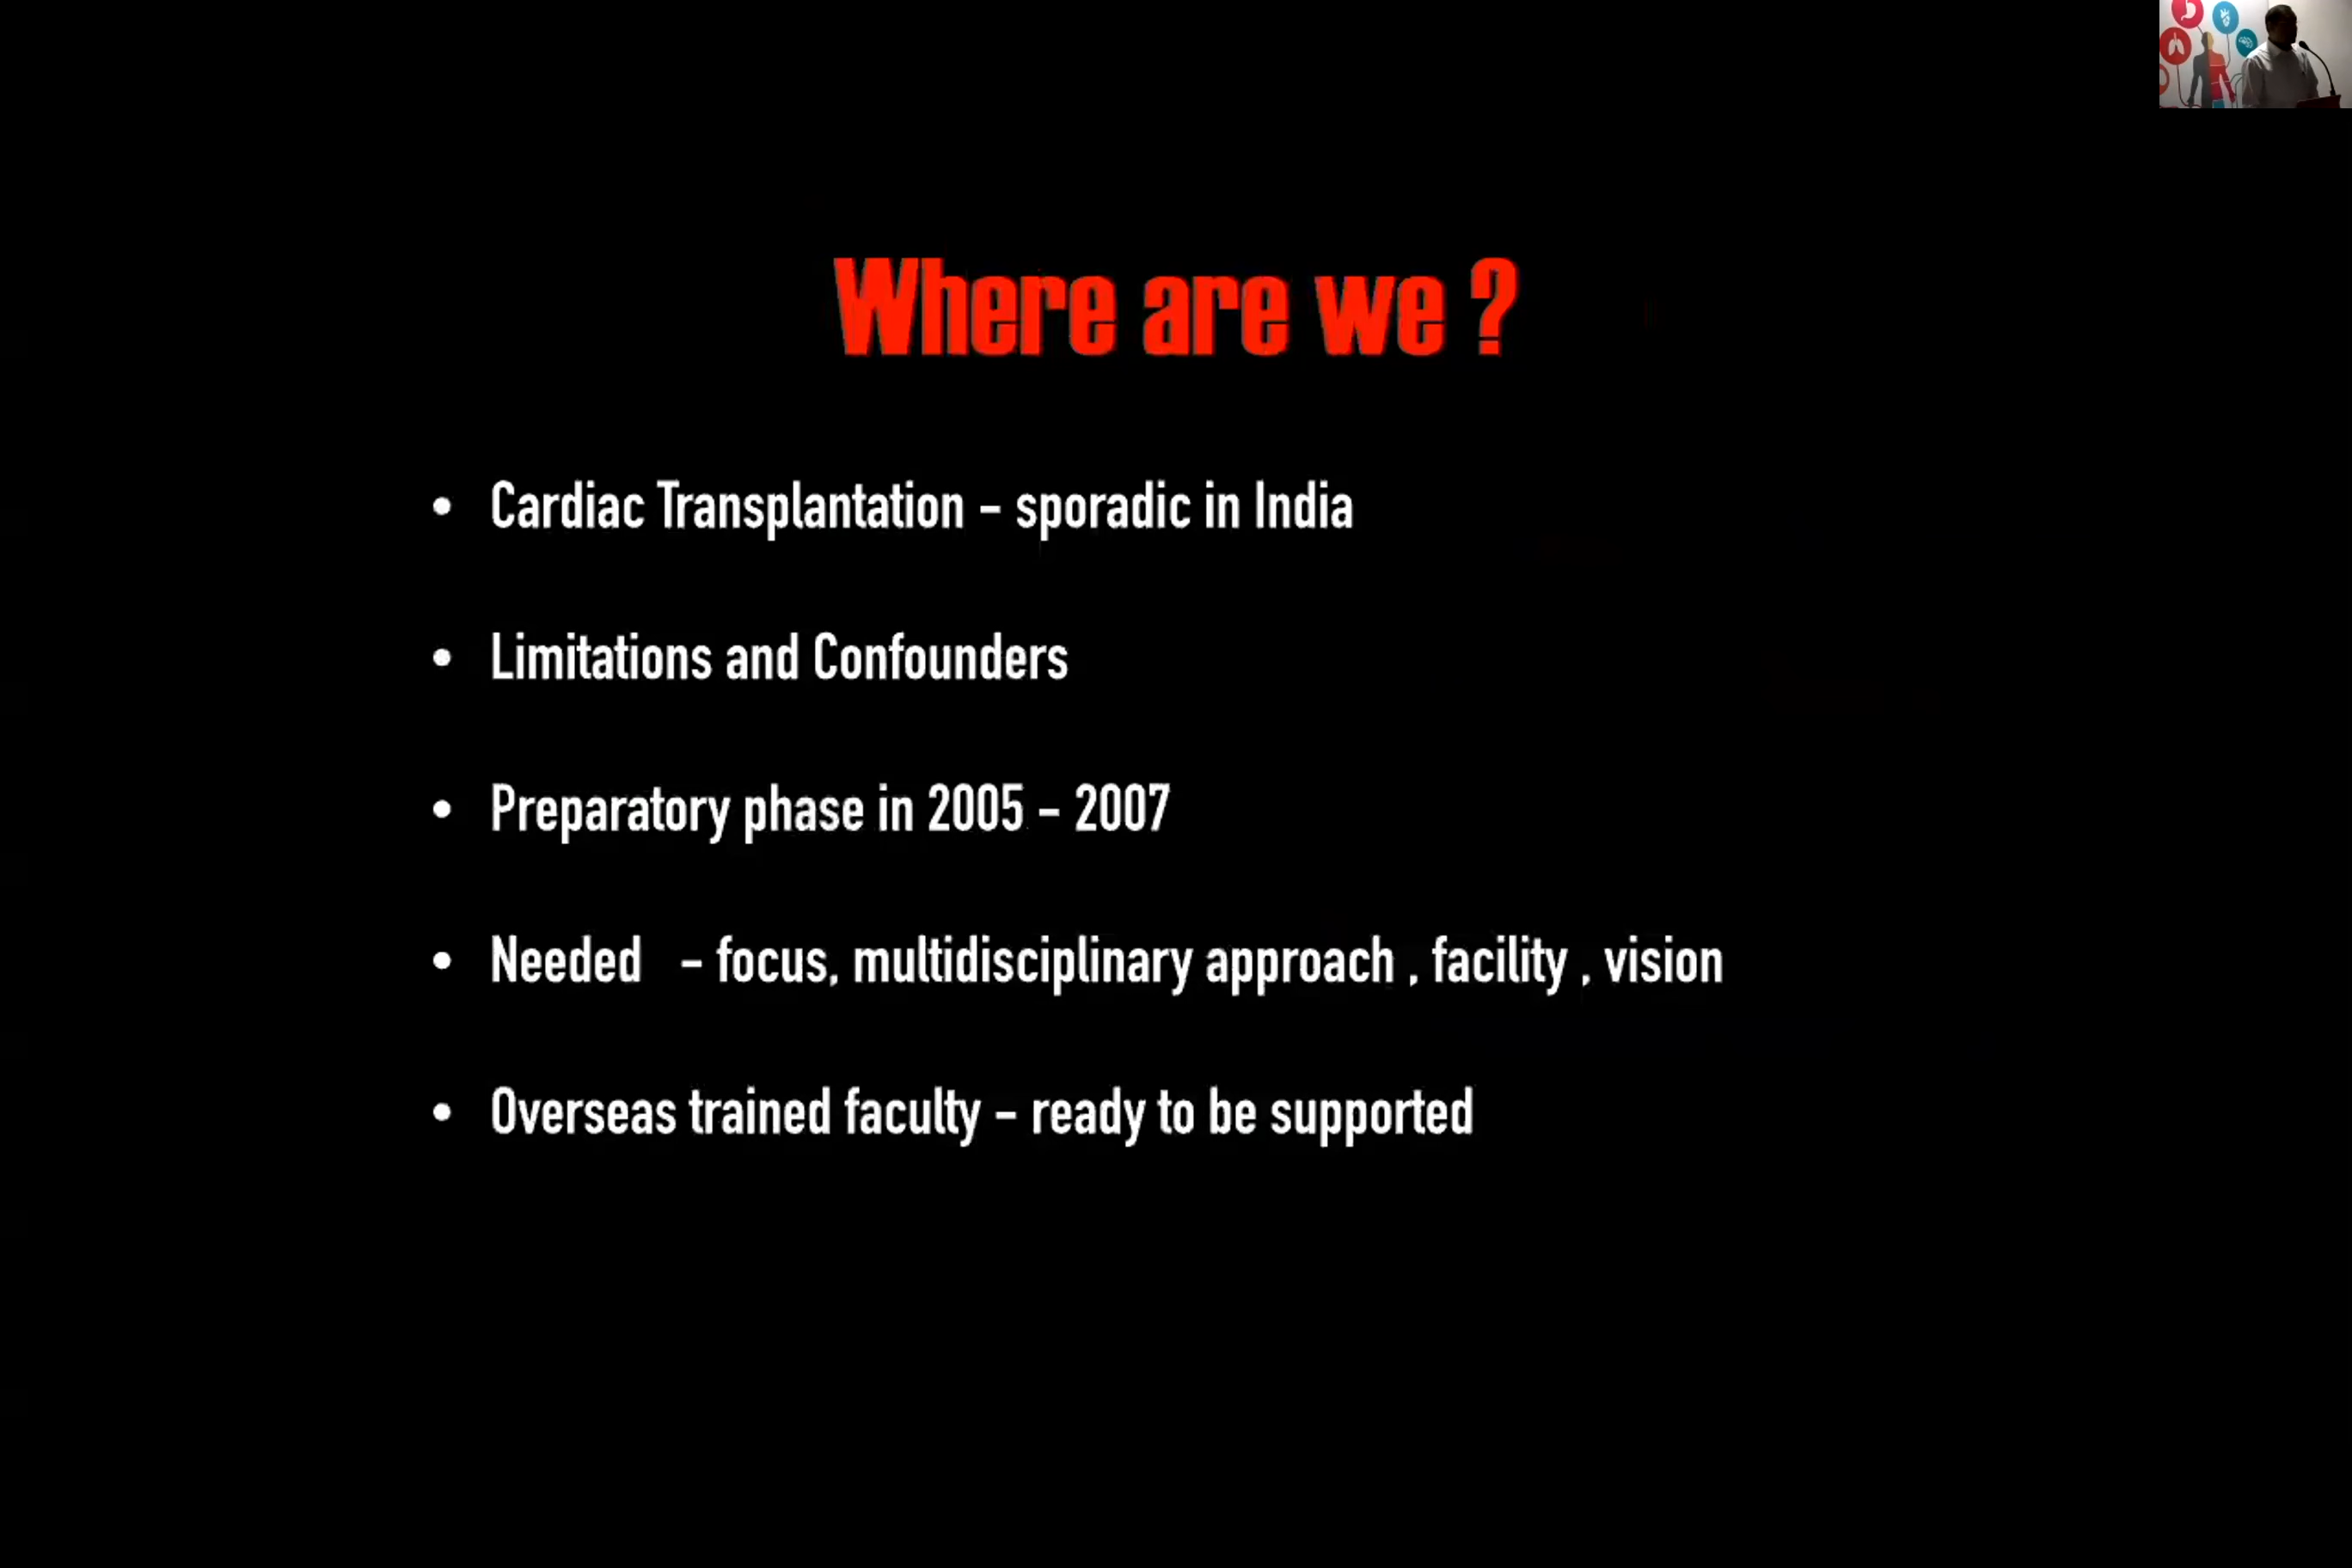 Where are we ?
• Cardiac Transplantation – sporadic in India
• Limitations and Confounders
• Preparatory phase in 2005 – 2007
• Needed – focus, multidisciplinary approach , facility , vision
• Overseas trained faculty – ready to be supported